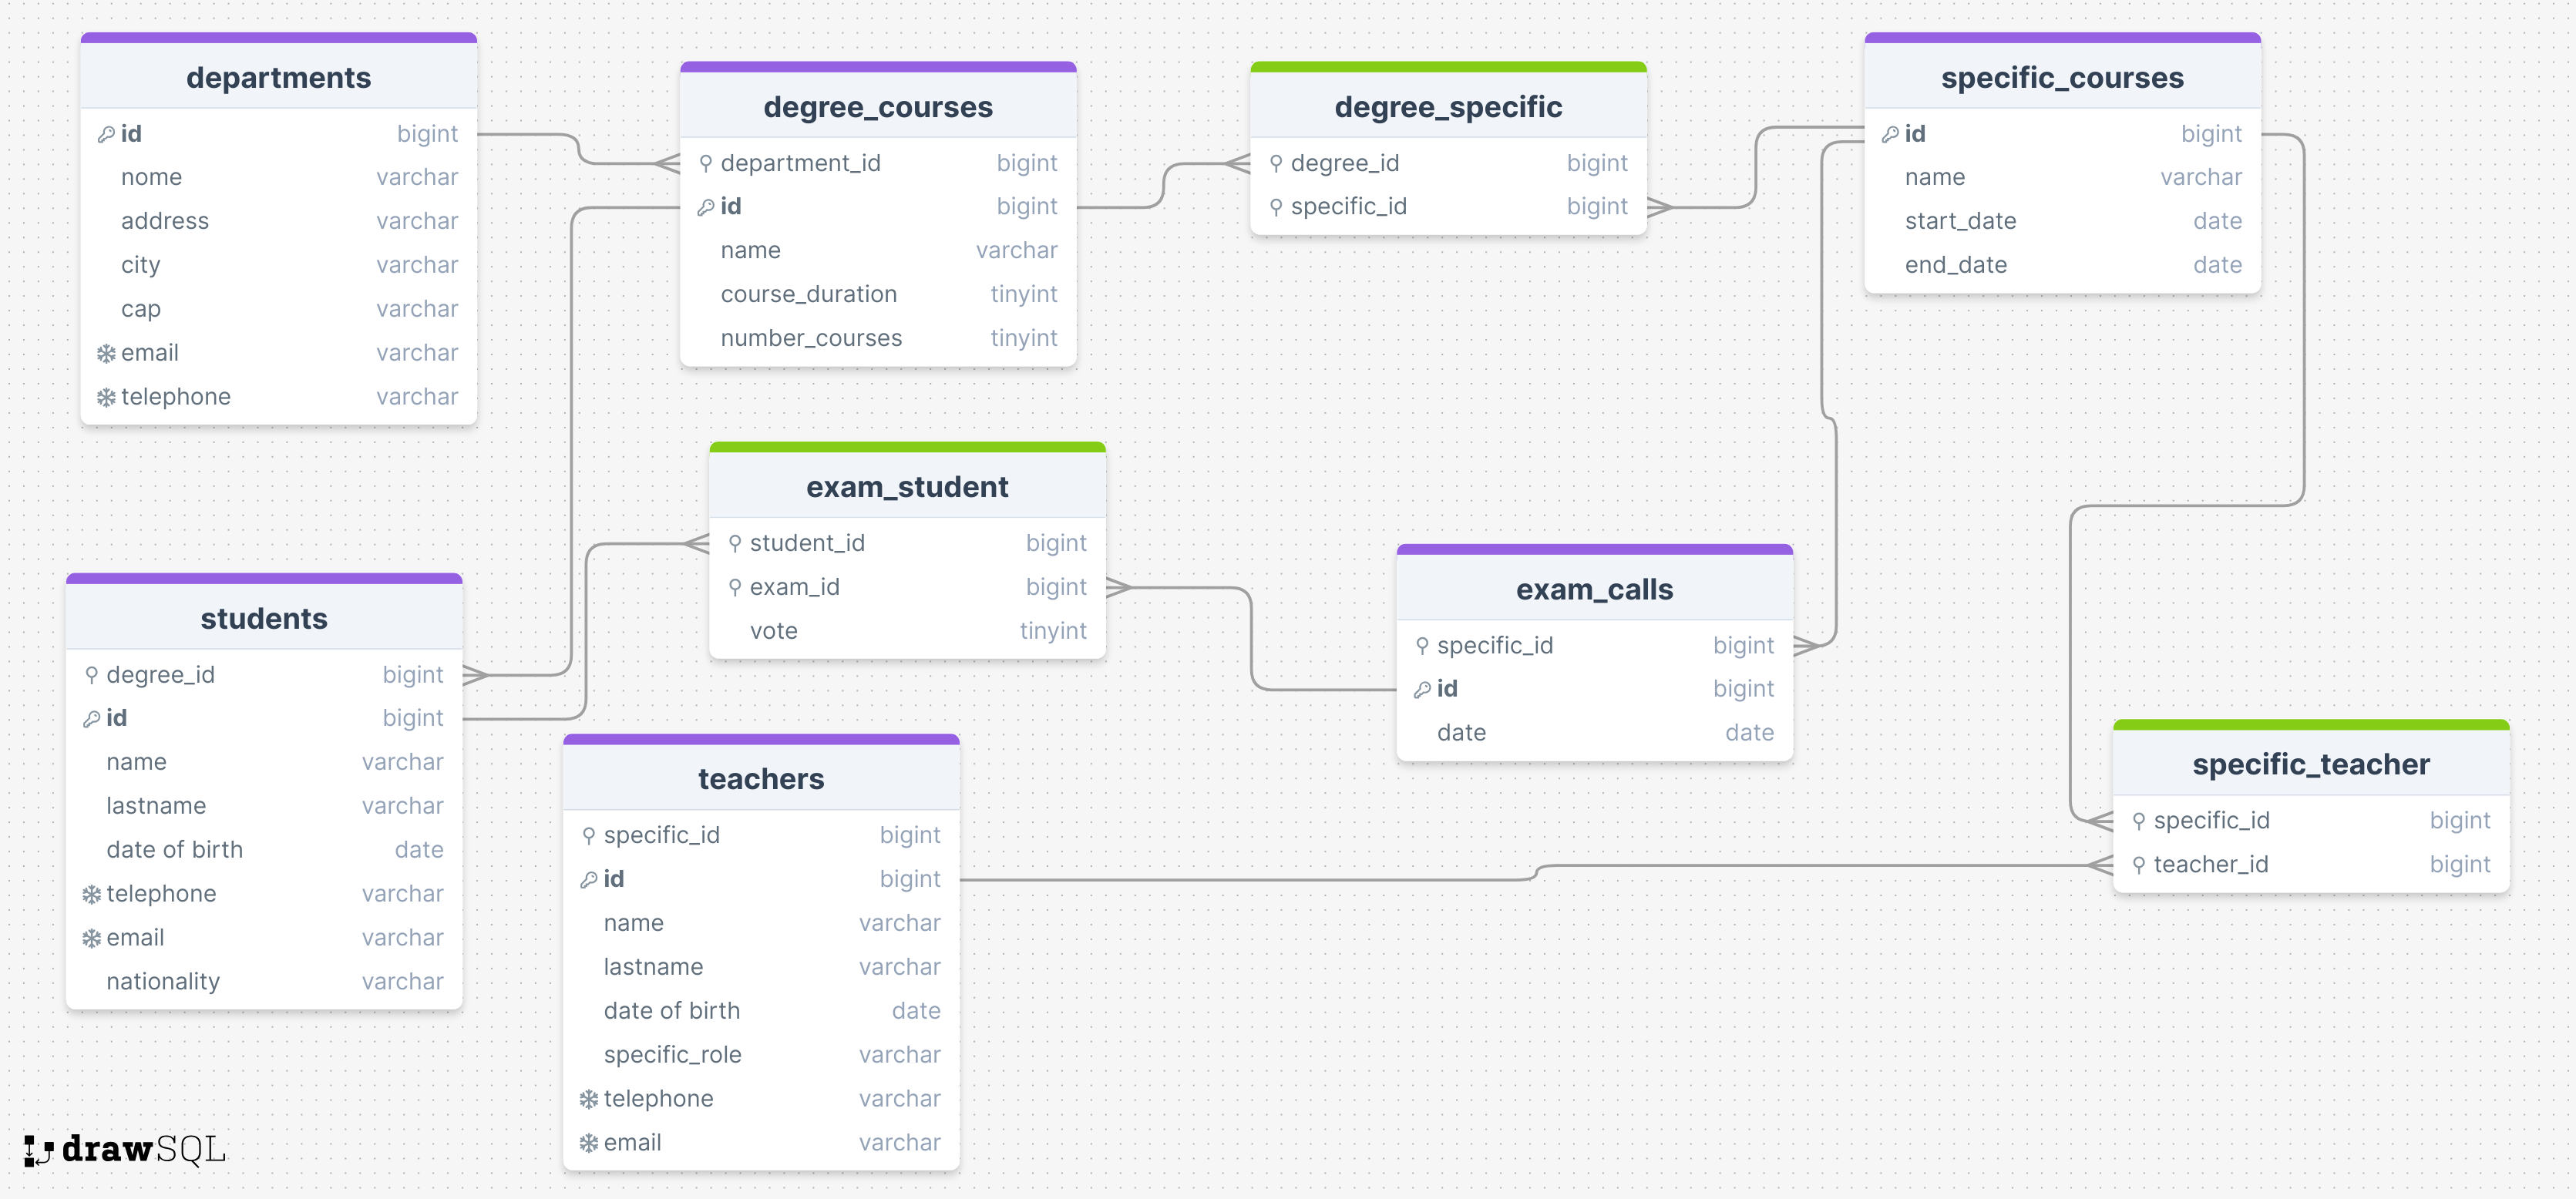 departments
id bigint
nome varchar
address varchar
city varchar
cap varchar
email varchar
telephone varchar
degree_courses
department_id bigint
id bigint
name varchar
course_duration tinyint
number_courses tinyint
degree_specific
degree_id bigint
specific_id bigint
specific_courses
id bigint
name varchar
start_date date
end_date date
exam_student
student_id bigint
exam_id bigint
vote tinyint
exam_calls
specific_id bigint
id bigint
date date
students
degree_id bigint
id bigint
name varchar
lastname varchar
date of birth date
telephone varchar
email varchar
nationality varchar
teachers
specific_id bigint
id bigint
name varchar
lastname varchar
date of birth date
specific_role varchar
telephone varchar
email varchar
specific_teacher
specific_id bigint
teacher_id bigint
drawSQL